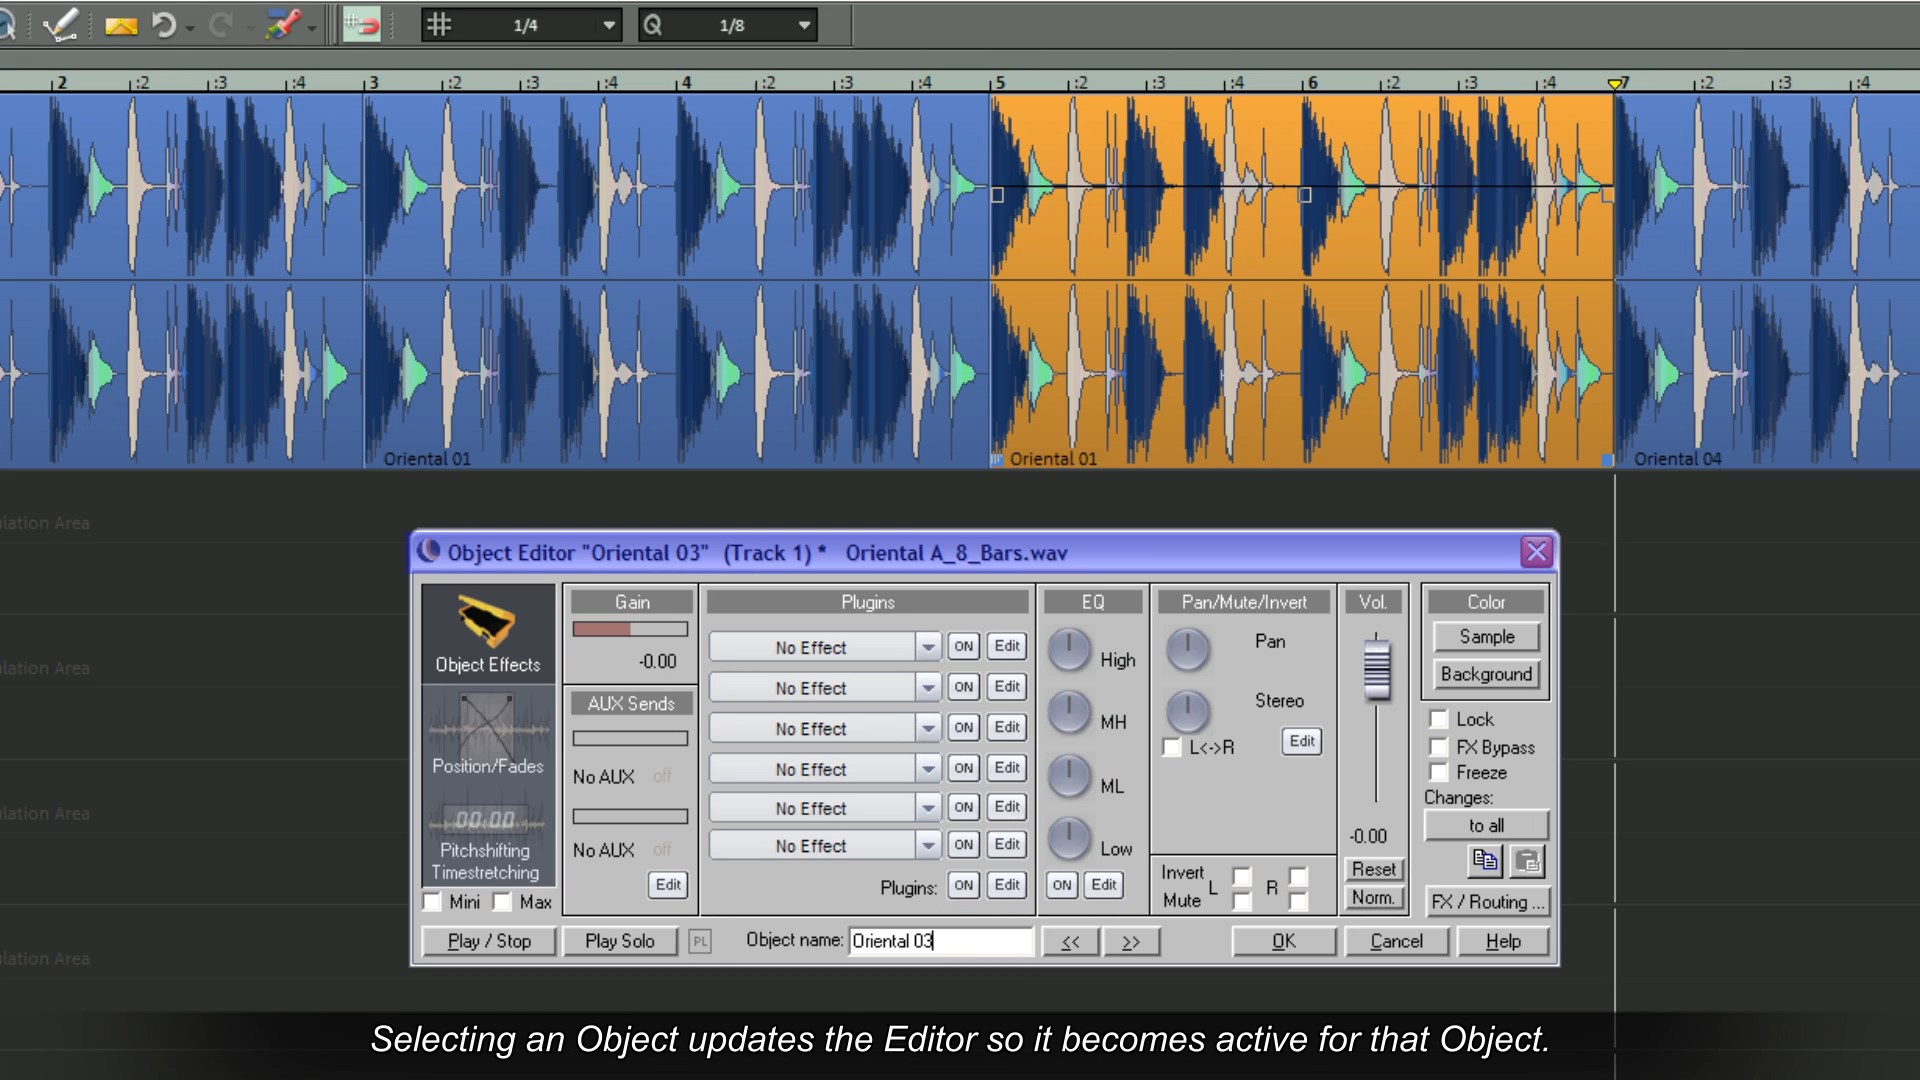 1/4
Q 1/8
2 :2 :3 :4 3 :2 :3 :4 4 :2 :3 :4 5 :2 :3 :4 6 :2 :3 :4 7 :2 :3 :4
Oriental 01
Oriental 01
Oriental 04
lation Area
lation Area
lation Area
lation Area
Object Editor "Oriental 03" (Track 1) * Oriental A_8_Bars.wav
Object Effects
Position/Fades
00:00
Pitchshifting
Timestretching
Mini Max
Gain
-0.00
AUX Sends
No AUX off
No AUX off
Edit
Plugins
No Effect ON Edit
No Effect ON Edit
No Effect ON Edit
No Effect ON Edit
No Effect ON Edit
No Effect ON Edit
Plugins: ON Edit
EQ
High
MH
ML
Low
ON Edit
Pan/Mute/Invert
Pan
Stereo
L<->R Edit
Invert
Mute L R
Vol.
-0.00
Reset
Norm.
Color
Sample
Background
Lock
FX Bypass
Freeze
Changes:
to all
FX / Routing ...
Play / Stop Play Solo PL Object name: Oriental 03 << >> OK Cancel Help
Selecting an Object updates the Editor so it becomes active for that Object.